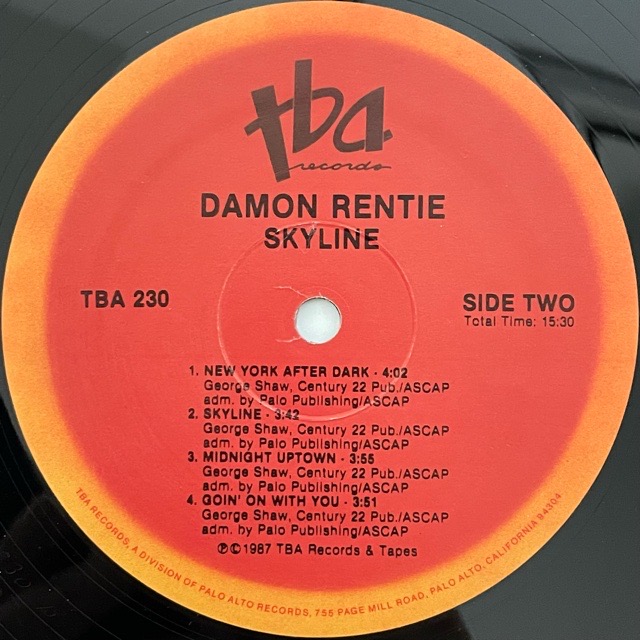 tba
records
DAMON RENTIE
SKYLINE
TBA 230
SIDE TWO
Total Time: 15:30
1. NEW YORK AFTER DARK - 4:02
George Shaw, Century 22 Pub./ASCAP
adm. by Palo Publishing/ASCAP
2. SKYLINE - 3:42
George Shaw, Century 22 Pub./ASCAP
adm. by Palo Publishing/ASCAP
3. MIDNIGHT UPTOWN - 3:55
George Shaw, Century 22 Pub./ASCAP
adm. by Palo Publishing/ASCAP
4. GOIN' ON WITH YOU - 3:51
George Shaw, Century 22 Pub./ASCAP
adm. by Palo Publishing/ASCAP
℗©1987 TBA Records & Tapes
TBA RECORDS, A DIVISION OF PALO ALTO RECORDS, 755 PAGE MILL ROAD, PALO ALTO, CALIFORNIA 94304